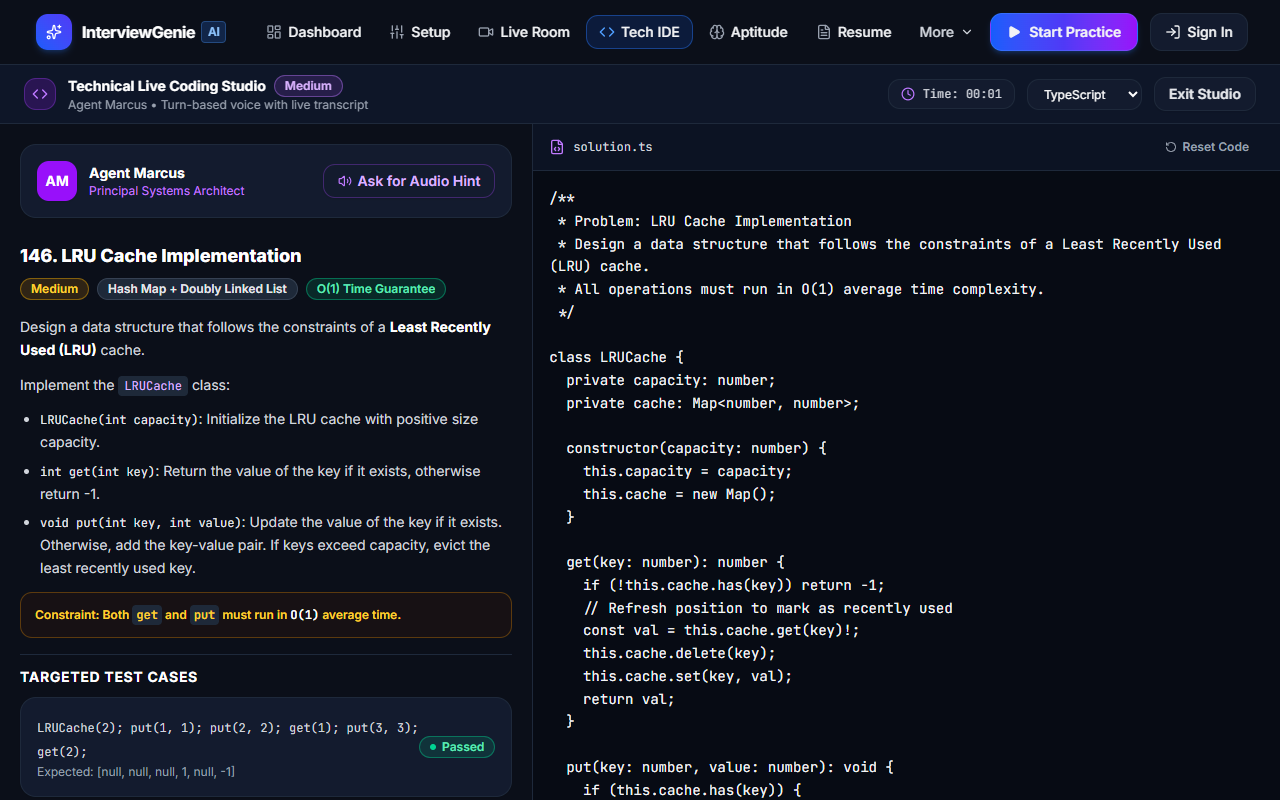 InterviewGenie AI
Dashboard
Setup
Live Room
Tech IDE
Aptitude
Resume
More
Start Practice
Sign In
Technical Live Coding Studio Medium
Agent Marcus • Turn-based voice with live transcript
Time: 00:01
TypeScript
Exit Studio
AM
Agent Marcus
Principal Systems Architect
Ask for Audio Hint
146. LRU Cache Implementation
Medium
Hash Map + Doubly Linked List
O(1) Time Guarantee
Design a data structure that follows the constraints of a Least Recently
Used (LRU) cache.
Implement the LRUCache class:
• LRUCache(int capacity): Initialize the LRU cache with positive size
capacity.
• int get(int key): Return the value of the key if it exists, otherwise
return -1.
• void put(int key, int value): Update the value of the key if it exists.
Otherwise, add the key-value pair. If keys exceed capacity, evict the
least recently used key.
Constraint: Both get and put must run in O(1) average time.
TARGETED TEST CASES
LRUCache(2); put(1, 1); put(2, 2); get(1); put(3, 3);
get(2);
Expected: [null, null, null, 1, null, -1]
Passed
solution.ts
Reset Code
/**
 * Problem: LRU Cache Implementation
 * Design a data structure that follows the constraints of a Least Recently Used
(LRU) cache.
 * All operations must run in O(1) average time complexity.
 */
class LRUCache {
  private capacity: number;
  private cache: Map<number, number>;
  constructor(capacity: number) {
    this.capacity = capacity;
    this.cache = new Map();
  }
  get(key: number): number {
    if (!this.cache.has(key)) return -1;
    // Refresh position to mark as recently used
    const val = this.cache.get(key)!;
    this.cache.delete(key);
    this.cache.set(key, val);
    return val;
  }
  put(key: number, value: number): void {
    if (this.cache.has(key)) {